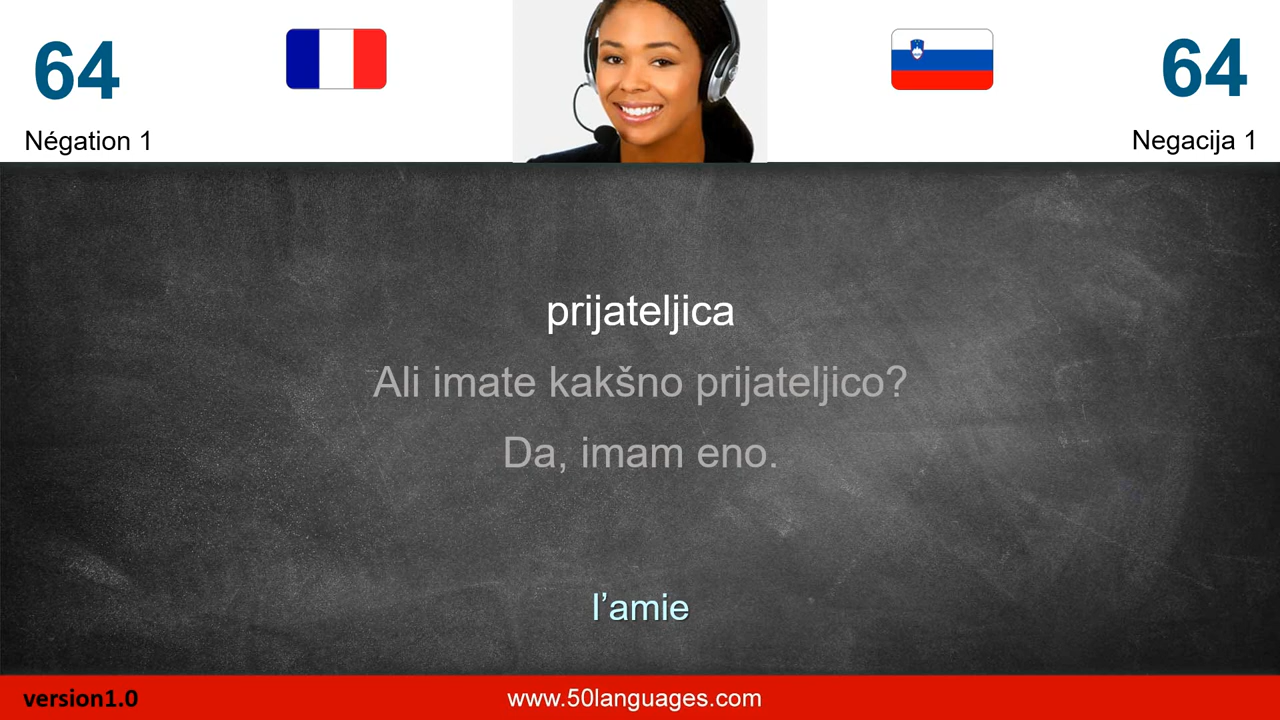 64
64
Négation 1
Negacija 1
prijateljica
Ali imate kakšno prijateljico?
Da, imam eno.
l’amie
version1.0
www.50languages.com